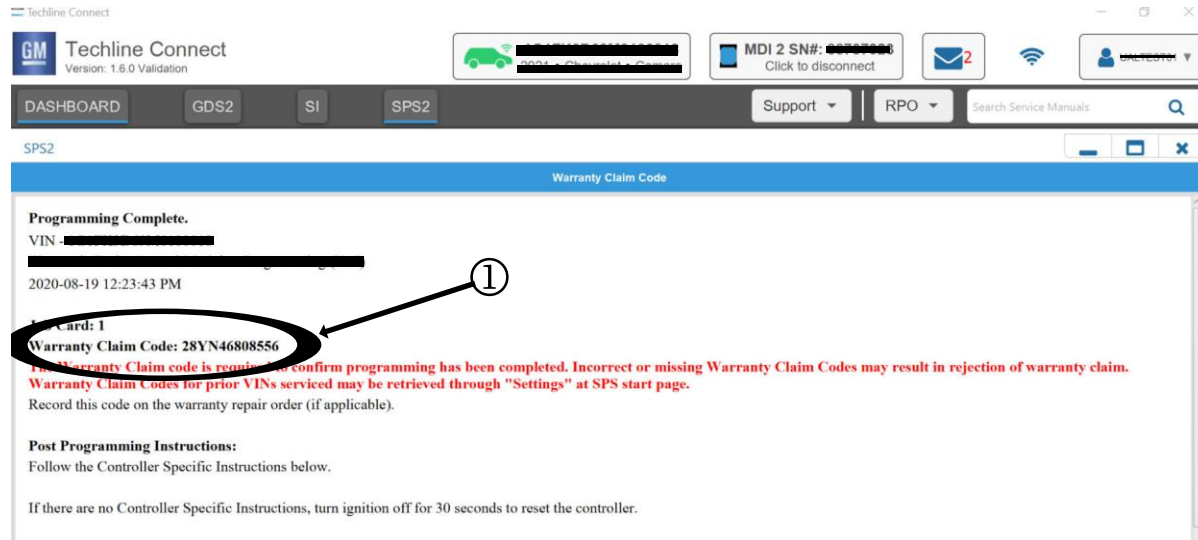 Techline Connect
GM
Techline Connect
Version: 1.6.0 Validation
MDI 2 SN#:
Click to disconnect
2
DASHBOARD GDS2 SI SPS2 Support RPO Search Service Manuals
SPS2
Warranty Claim Code
Programming Complete.
VIN -
2020-08-19 12:23:43 PM
①
Card: 1
Warranty Claim Code: 28YN46808556
The Warranty Claim code is required to confirm programming has been completed. Incorrect or missing Warranty Claim Codes may result in rejection of warranty claim.
Warranty Claim Codes for prior VINs serviced may be retrieved through "Settings" at SPS start page.
Record this code on the warranty repair order (if applicable).
Post Programming Instructions:
Follow the Controller Specific Instructions below.
If there are no Controller Specific Instructions, turn ignition off for 30 seconds to reset the controller.